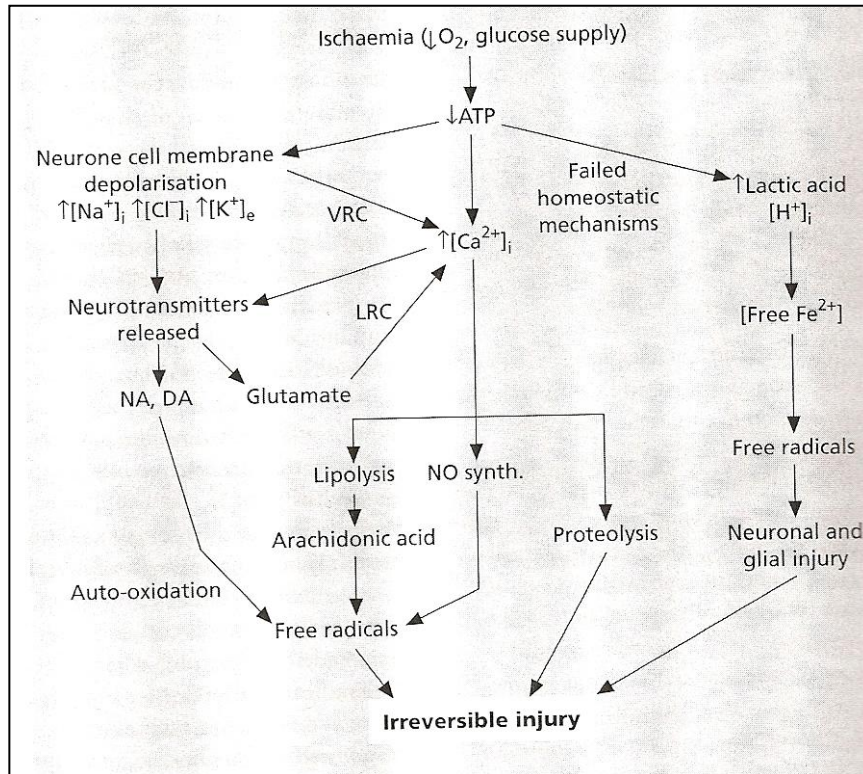 Ischaemia (↓O₂, glucose supply)
↓ATP
Neurone cell membrane
depolarisation
↑[Na⁺]ᵢ ↑[Cl⁻]ᵢ ↑[K⁺]ₑ
VRC
Failed
homeostatic
mechanisms
↑Lactic acid
[H⁺]ᵢ
↑[Ca²⁺]ᵢ
Neurotransmitters
released
LRC
[Free Fe²⁺]
NA, DA
Glutamate
Lipolysis
NO synth.
Free radicals
Arachidonic acid
Proteolysis
Neuronal and
glial injury
Auto-oxidation
Free radicals
Irreversible injury